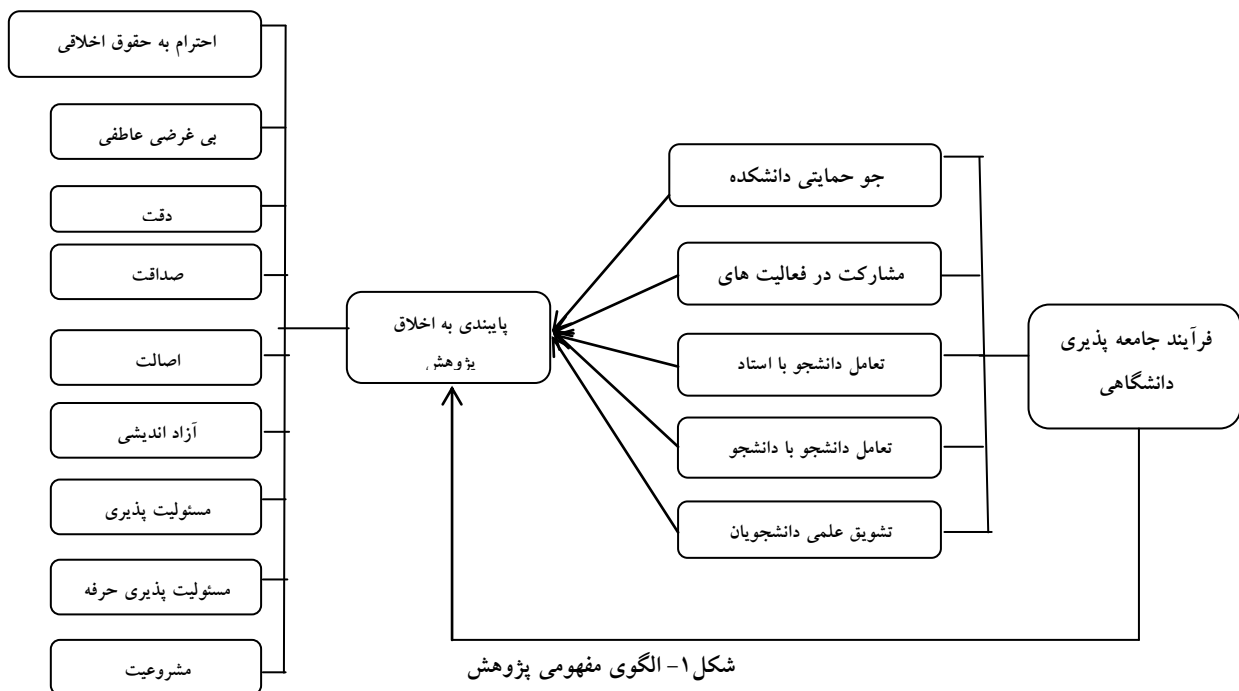 فرآیند جامعه پذیری
دانشگاهی
جو حمایتی دانشکده
مشارکت در فعالیت های
تعامل دانشجو با استاد
تعامل دانشجو با دانشجو
تشویق علمی دانشجویان
پایبندی به اخلاق
پژوهش
احترام به حقوق اخلاقی
بی غرضی عاطفی
دقت
صداقت
اصالت
آزاد اندیشی
مسئولیت پذیری
مسئولیت پذیری حرفه
مشروعیت
شکل۱- الگوی مفهومی پژوهش